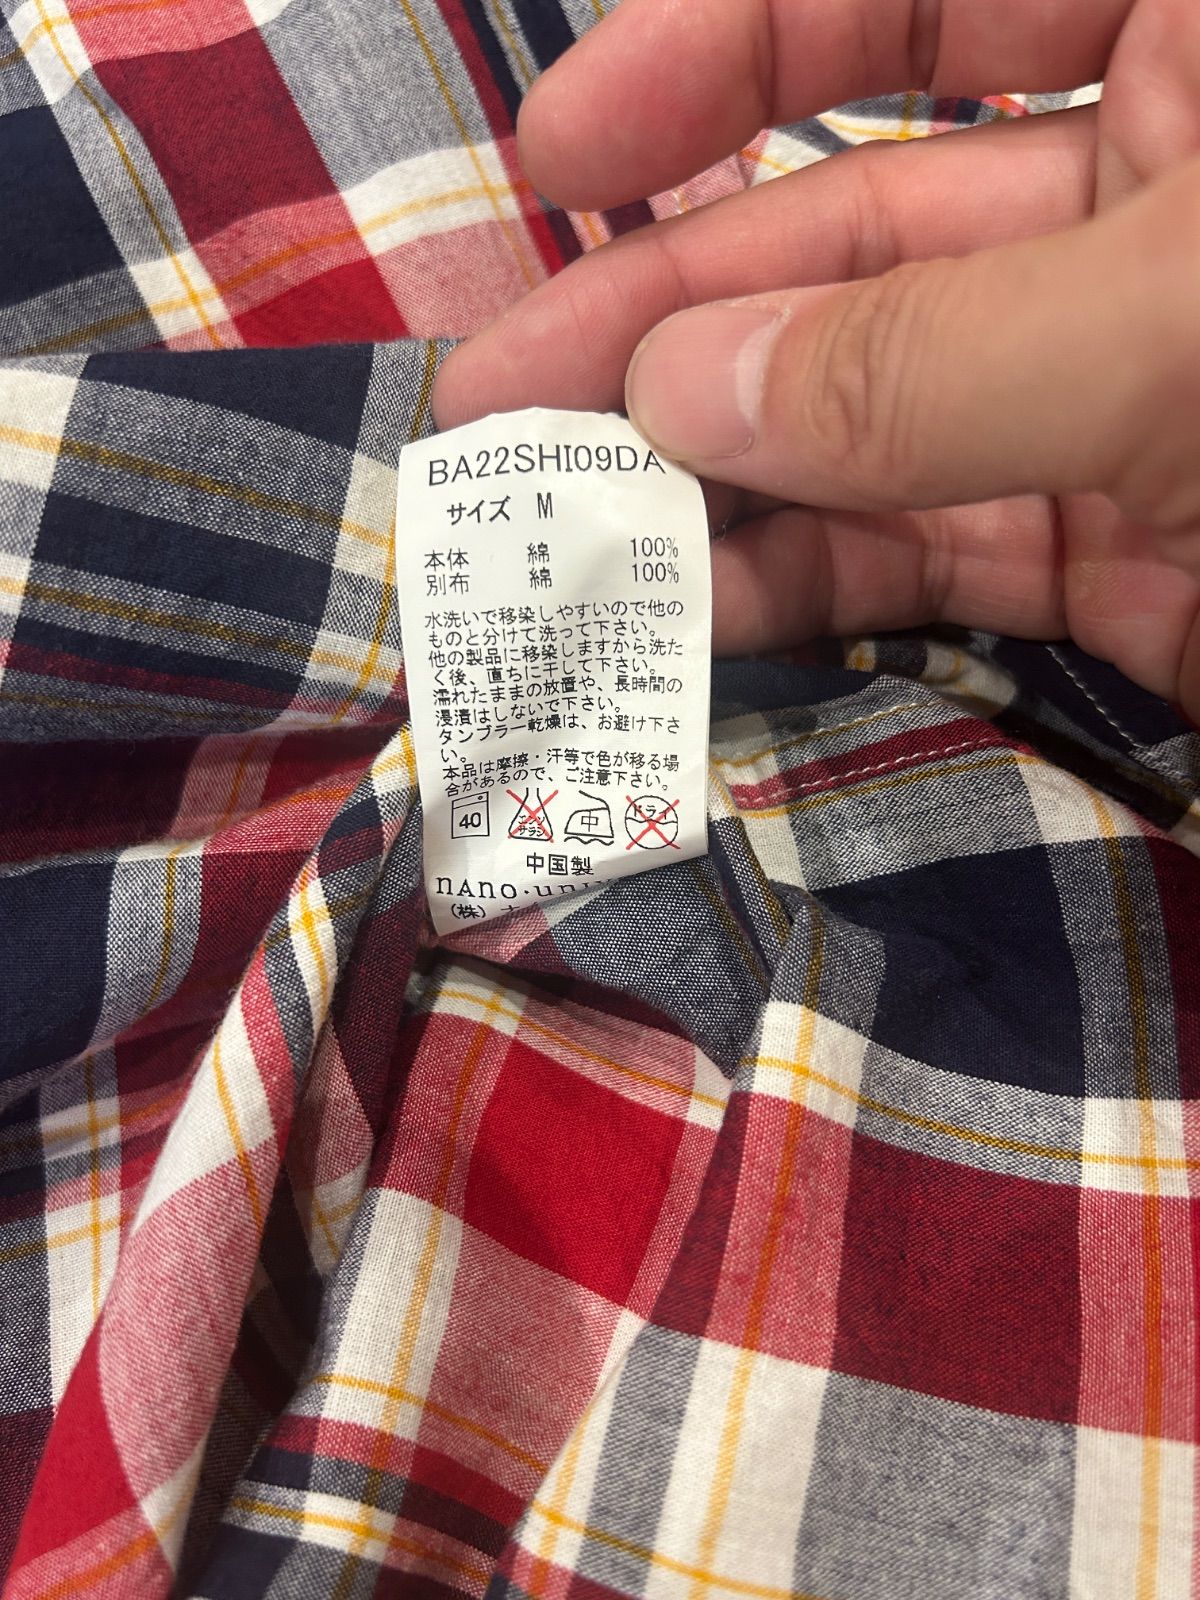 BA22SHI09DA
サイズ M
本体 綿 100%
別布 綿 100%
水洗いで移染しやすいので他の
ものと分けて洗って下さい。
他の製品に移染しますから洗た
く後、直ちに干して下さい。
濡れたままの放置や、長時間の
浸漬はしないで下さい。
タンブラー乾燥は、お避け下さ
い。
本品は摩擦・汗等で色が移る場
合があるので、ご注意下さい。
40 エンソ サラシ 中 ドライ
中国製
nAno・uni
(株)